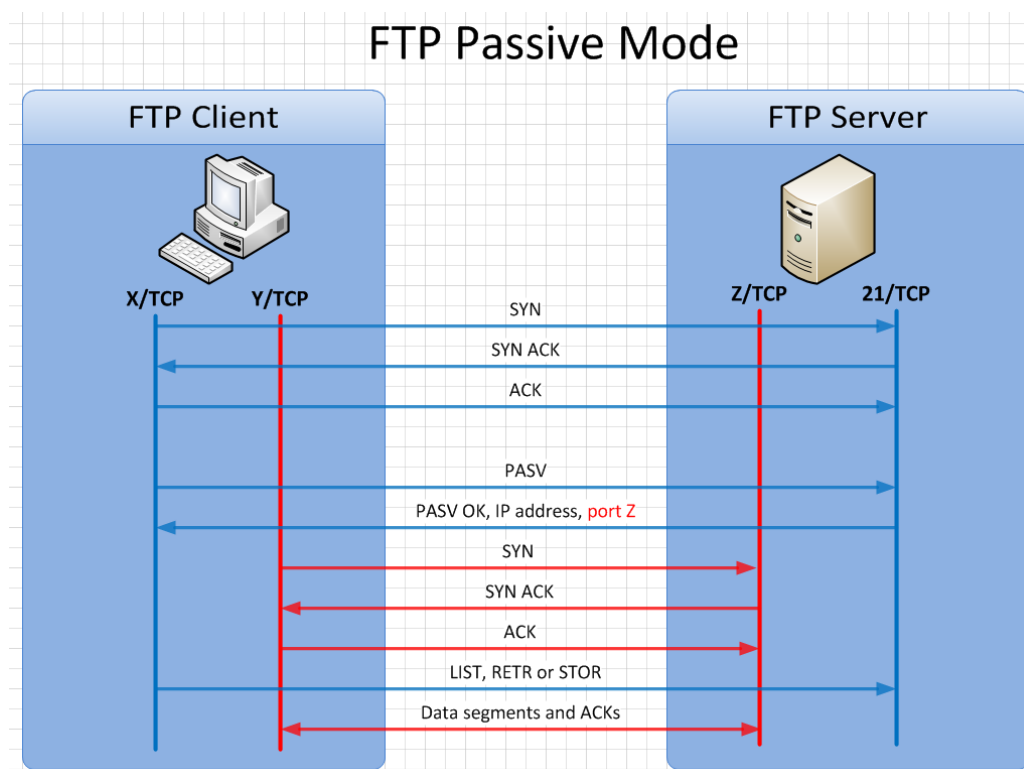 FTP Passive Mode
FTP Client
FTP Server
X/TCP
Y/TCP
Z/TCP
21/TCP
SYN
SYN ACK
ACK
PASV
PASV OK, IP address, port Z
SYN
SYN ACK
ACK
LIST, RETR or STOR
Data segments and ACKs